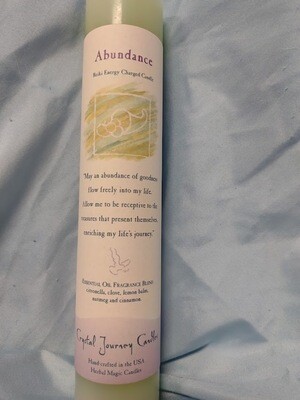 Abundance
Reiki Energy Charged Candle
"May an abundance of goodness
flow freely into my life.
Allow me to be receptive to the
treasures that present themselves,
enriching my life's journey."
Essential Oil Fragrance Blend
citronella, clove, lemon balm,
nutmeg and cinnamon.
Crystal Journey Candles
Handcrafted in the USA
Herbal Magic Candles